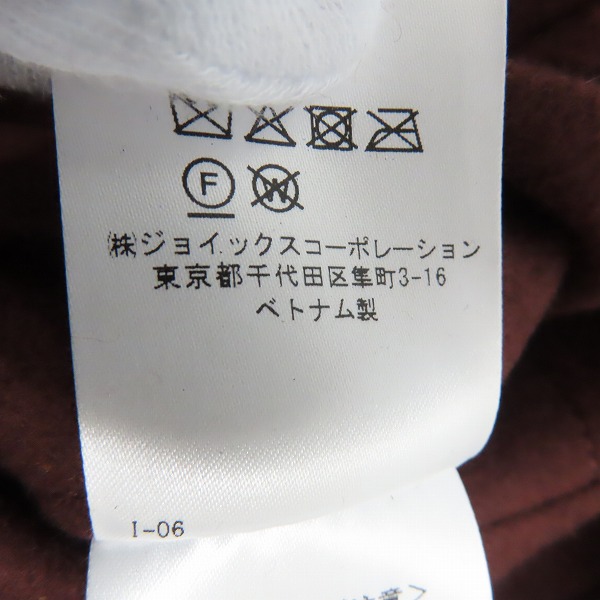 F
W
(株)ジョイックスコーポレーション
東京都千代田区隼町3-16
ベトナム製
I-06